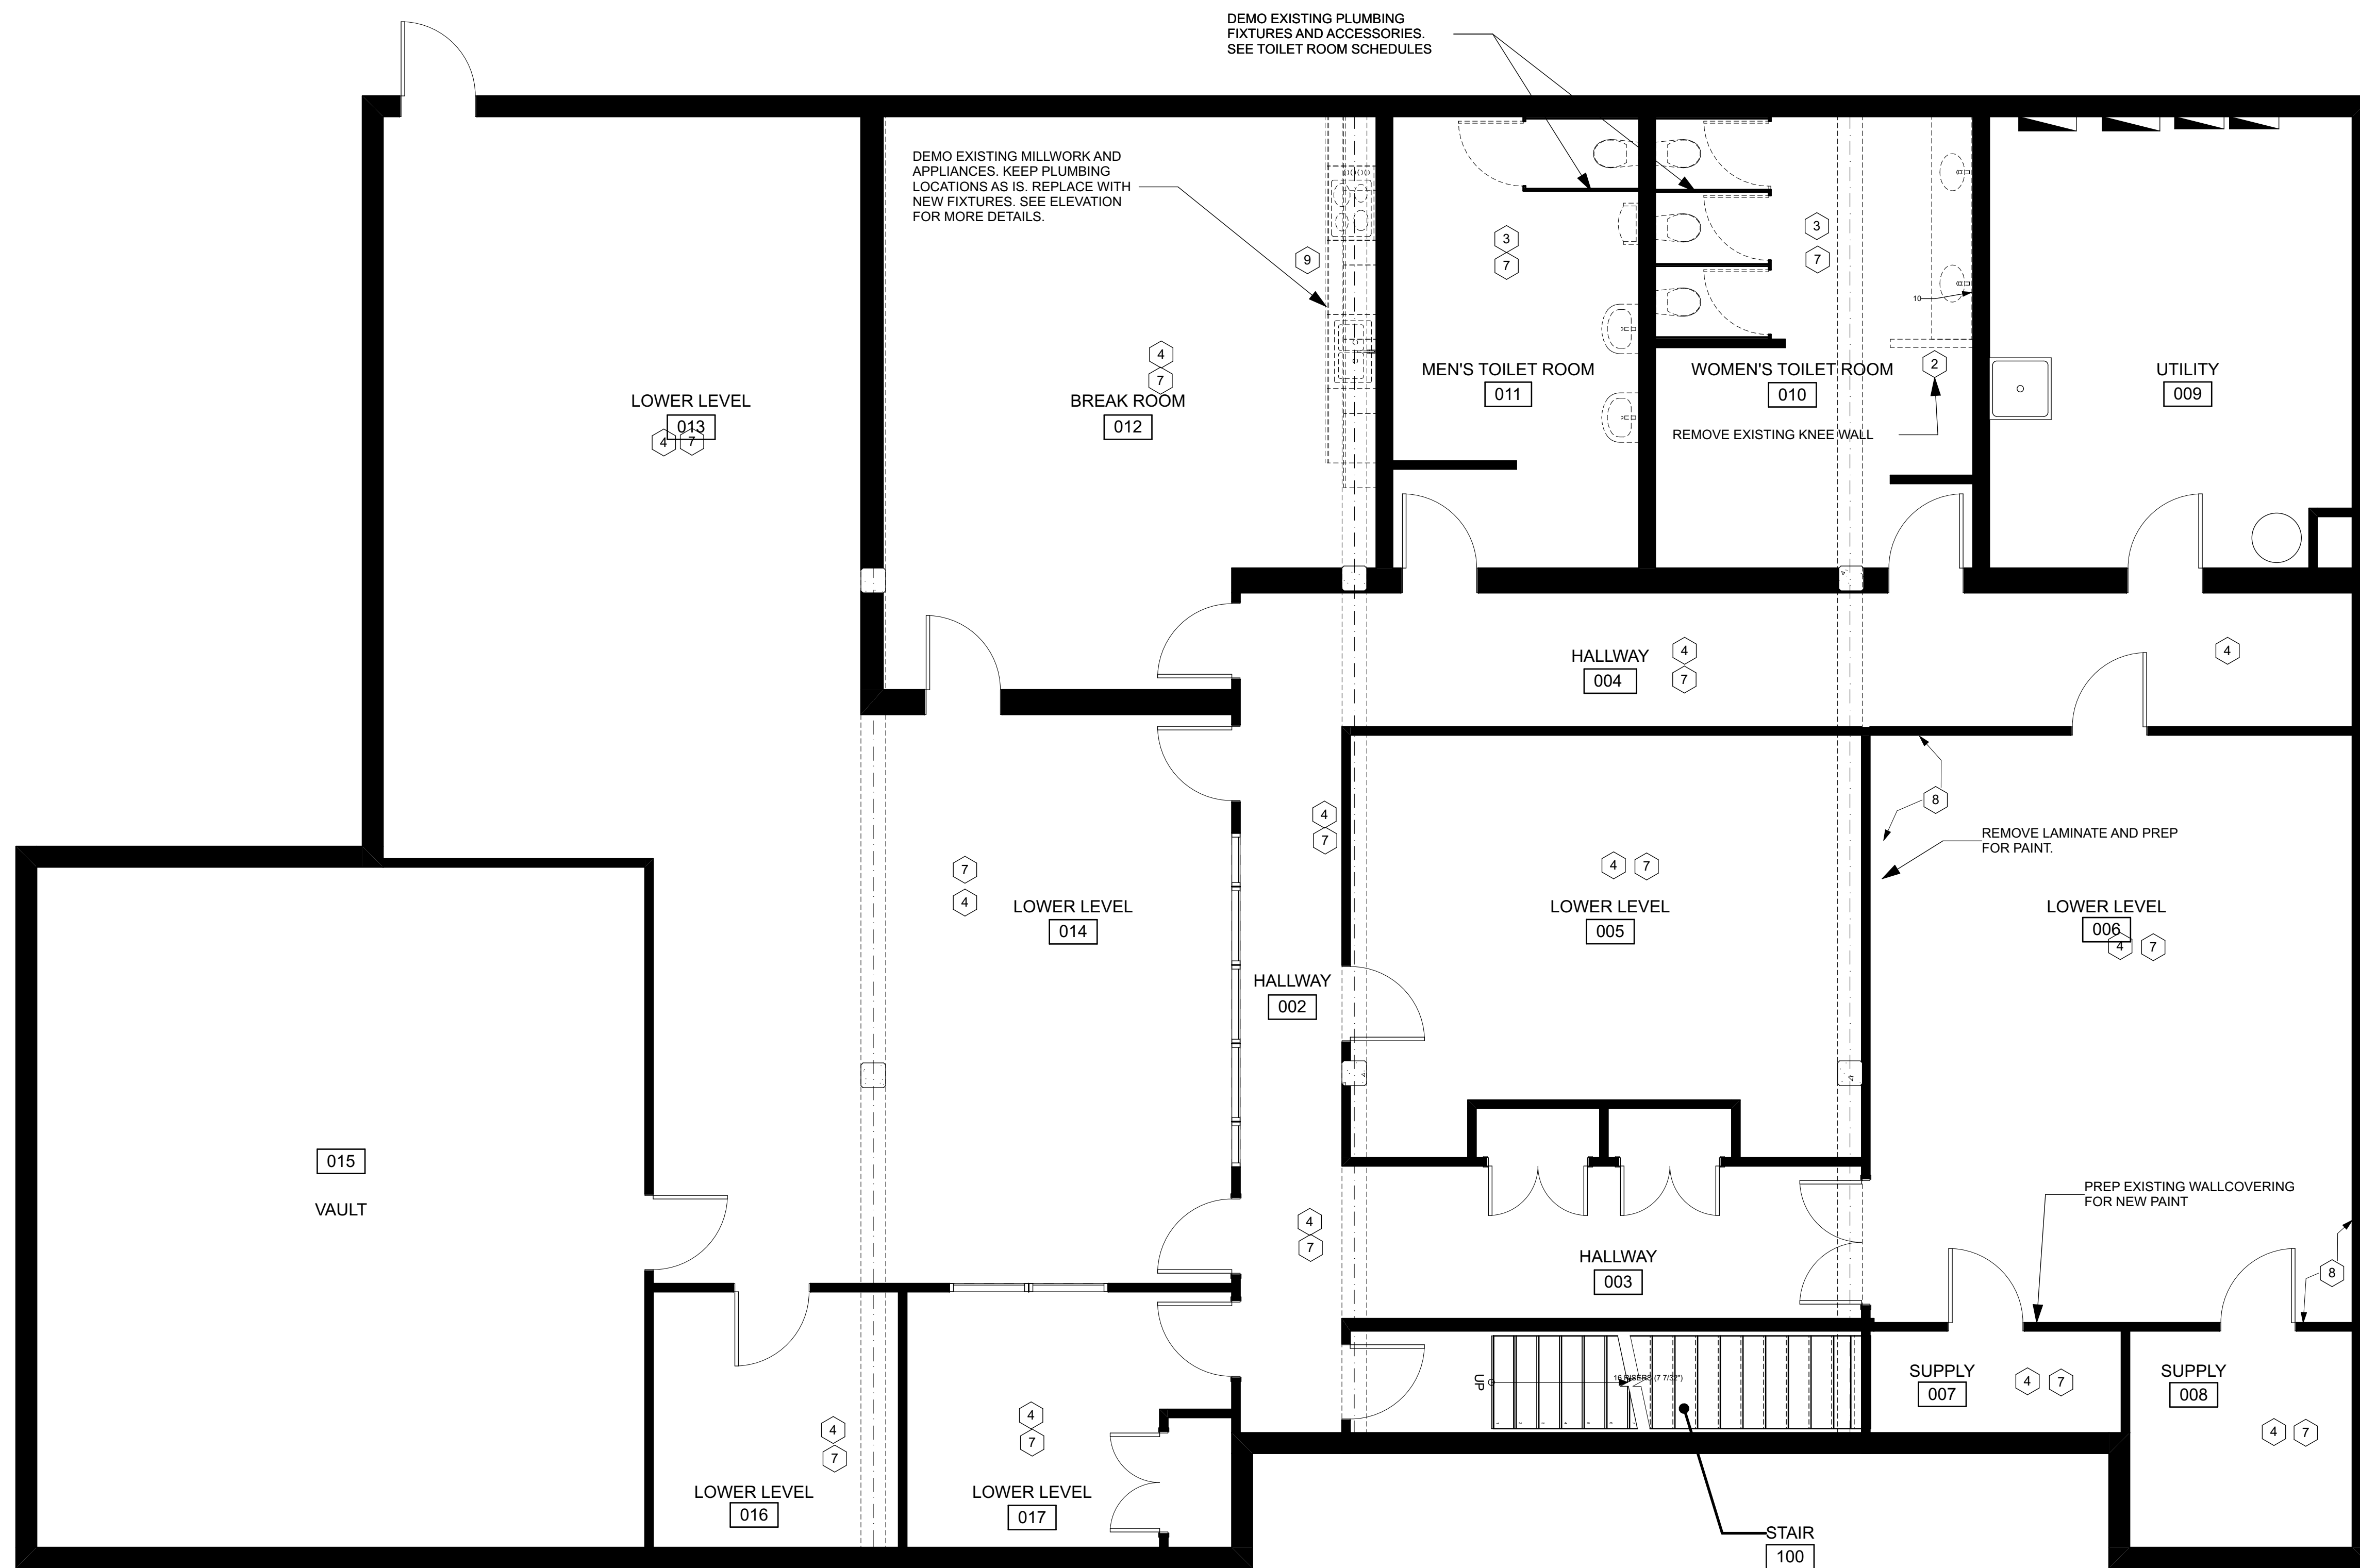 DEMO EXISTING PLUMBING
FIXTURES AND ACCESSORIES.
SEE TOILET ROOM SCHEDULES
DEMO EXISTING MILLWORK AND
APPLIANCES. KEEP PLUMBING
LOCATIONS AS IS. REPLACE WITH
NEW FIXTURES. SEE ELEVATION
FOR MORE DETAILS.
9
3
7
3
7
10
4
7
2
LOWER LEVEL
013
4
7
BREAK ROOM
012
MEN'S TOILET ROOM
011
WOMEN'S TOILET ROOM
010
REMOVE EXISTING KNEE WALL
UTILITY
009
HALLWAY
004
4
7
4
8
REMOVE LAMINATE AND PREP
FOR PAINT.
4
7
7
4
LOWER LEVEL
014
4
7
LOWER LEVEL
005
LOWER LEVEL
006
4
7
HALLWAY
002
015
VAULT
4
7
HALLWAY
003
PREP EXISTING WALLCOVERING
FOR NEW PAINT
8
UP
16 RISERS (7 7/32")
SUPPLY
007
4
7
SUPPLY
008
4
7
4
7
LOWER LEVEL
016
4
7
LOWER LEVEL
017
STAIR
100